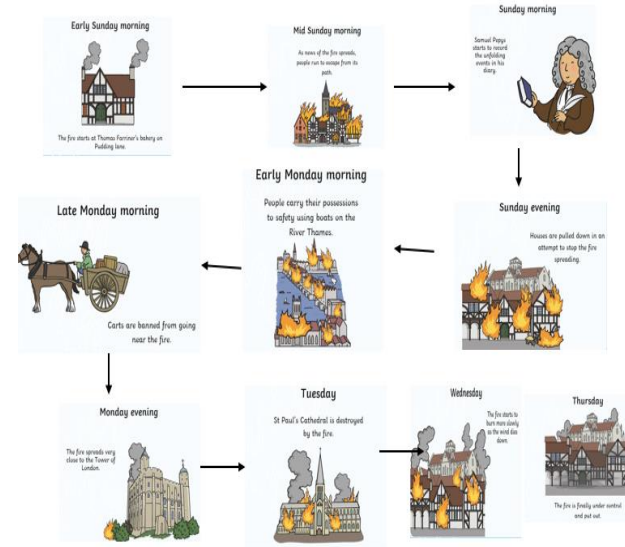 Early Sunday morning
The fire starts at Thomas Farriner's bakery on
Pudding lane.
Mid Sunday morning
As news of the fire spreads,
people run to escape from its
path.
Sunday morning
Samuel Pepys
starts to record
the unfolding
events in his
diary.
Sunday evening
Houses are pulled down in an
attempt to stop the fire
spreading.
Early Monday morning
People carry their possessions
to safety using boats on the
River Thames.
Late Monday morning
Carts are banned from going
near the fire.
Monday evening
The fire spreads very
close to the Tower of
London.
Tuesday
St Paul's Cathedral is destroyed
by the fire.
Wednesday
The fire starts to
burn more slowly
as the wind dies
down.
Thursday
The fire is finally under control
and put out.